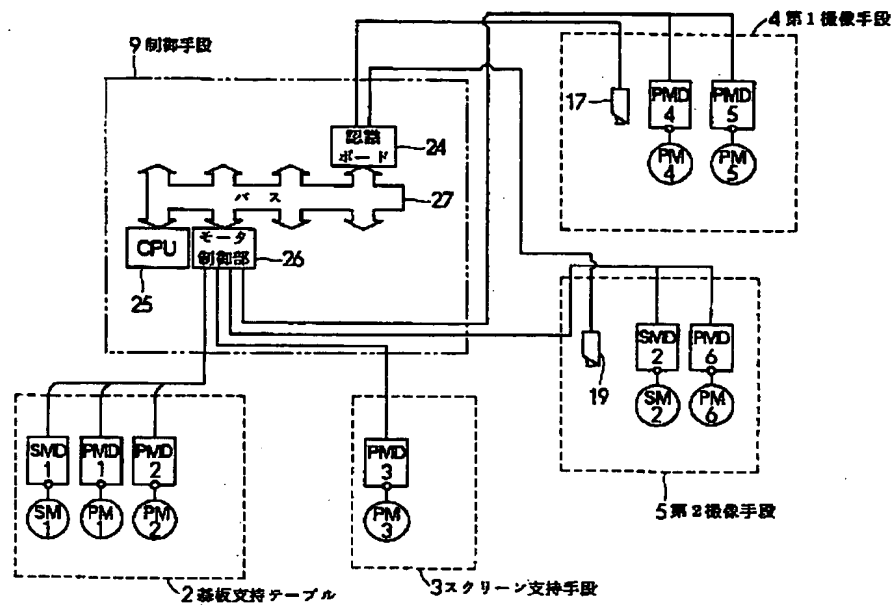 4 第1撮像手段
9 制御手段
17
PMD
4
PMD
5
PM
4
PM
5
認識
ボード
24
バス
27
CPU
25
モータ
制御部
26
19
SMD
2
PMD
6
SM
2
PM
6
5 第2撮像手段
SMD
1
PMD
1
PMD
2
SM
1
PM
1
PM
2
2 基板支持テーブル
PMD
3
PM
3
3 スクリーン支持手段